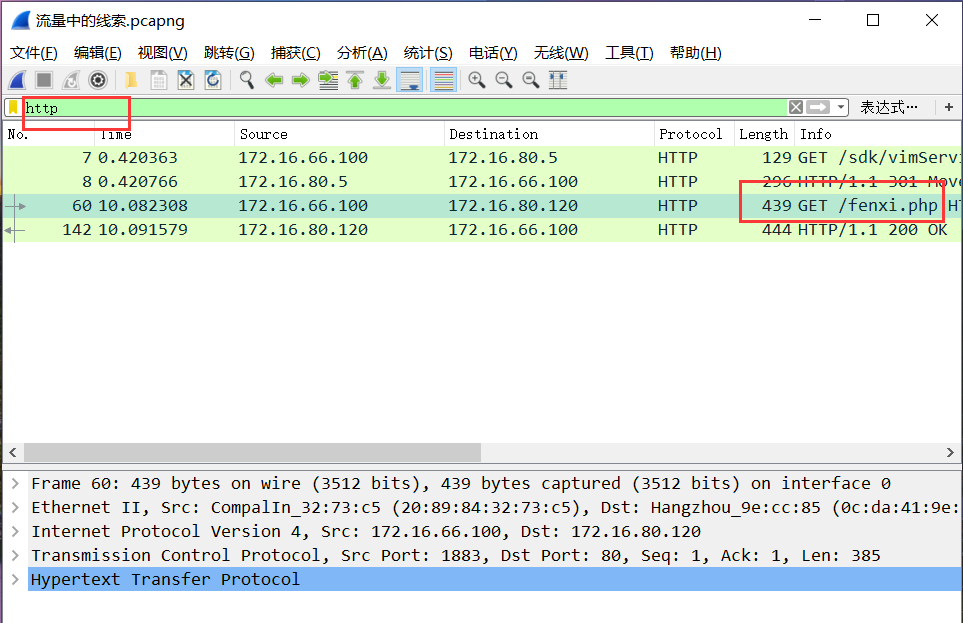 流量中的线索.pcapng
文件(F) 编辑(E) 视图(V) 跳转(G) 捕获(C) 分析(A) 统计(S) 电话(Y) 无线(W) 工具(T) 帮助(H)
http 表达式… +
No. Time Source Destination Protocol Length Info
7 0.420363 172.16.66.100 172.16.80.5 HTTP 129 GET /sdk/vimServi
8 0.420766 172.16.80.5 172.16.66.100 HTTP 296 HTTP/1.1 301 Move
60 10.082308 172.16.66.100 172.16.80.120 HTTP 439 GET /fenxi.php HT
142 10.091579 172.16.80.120 172.16.66.100 HTTP 444 HTTP/1.1 200 OK
Frame 60: 439 bytes on wire (3512 bits), 439 bytes captured (3512 bits) on interface 0
Ethernet II, Src: CompalIn_32:73:c5 (20:89:84:32:73:c5), Dst: Hangzhou_9e:cc:85 (0c:da:41:9e:
Internet Protocol Version 4, Src: 172.16.66.100, Dst: 172.16.80.120
Transmission Control Protocol, Src Port: 1883, Dst Port: 80, Seq: 1, Ack: 1, Len: 385
Hypertext Transfer Protocol